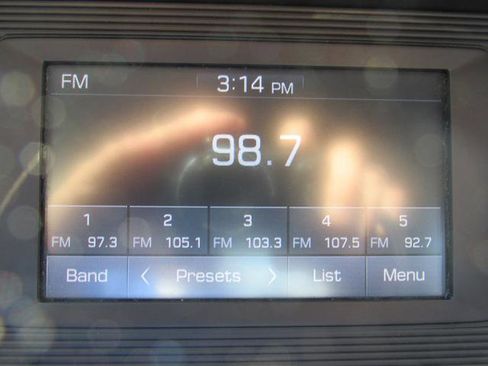 FM 3:14 PM
98.7
1 2 3 4 5
FM 97.3 FM 105.1 FM 103.3 FM 107.5 FM 92.7
Band < Presets > List Menu